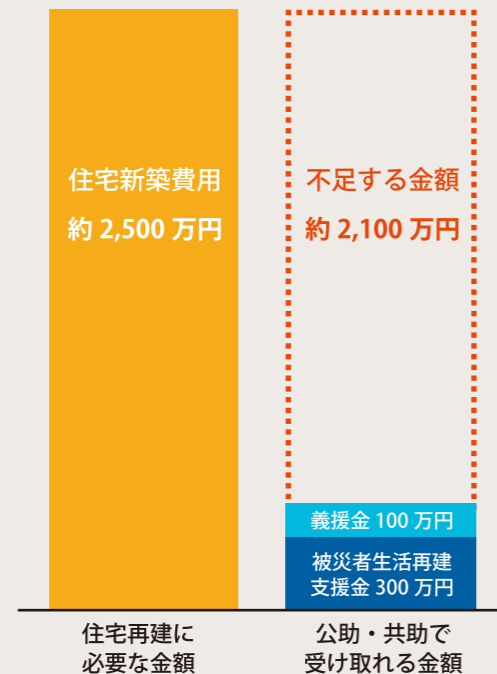 住宅新築費用
約 2,500 万円
不足する金額
約 2,100 万円
義援金 100 万円
被災者生活再建
支援金 300 万円
住宅再建に
必要な金額
公助・共助で
受け取れる金額